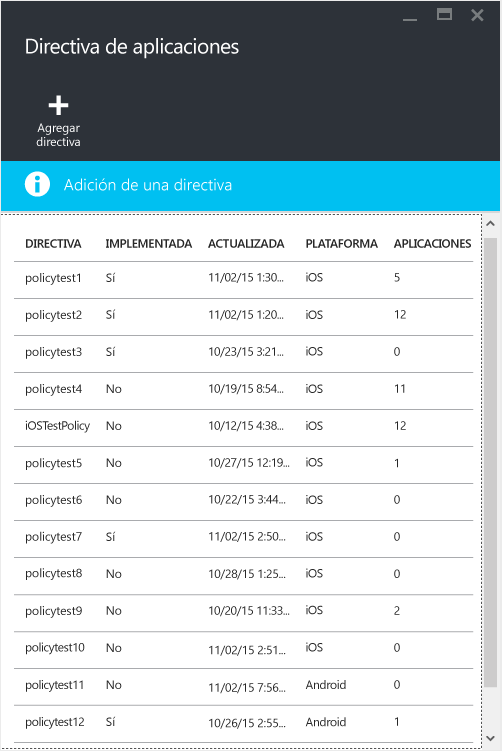 Directiva de aplicaciones
Agregar
directiva
Adición de una directiva
DIRECTIVA IMPLEMENTADA ACTUALIZADA PLATAFORMA APLICACIONES
policytest1 Sí 11/02/15 1:30... iOS 5
policytest2 Sí 11/02/15 1:20... iOS 12
policytest3 Sí 10/23/15 3:21... iOS 0
policytest4 No 10/19/15 8:54... iOS 11
iOSTestPolicy No 10/12/15 4:38... iOS 12
policytest5 No 10/27/15 12:19... iOS 1
policytest6 No 10/22/15 3:44... iOS 0
policytest7 Sí 11/02/15 2:50... iOS 0
policytest8 No 10/28/15 1:25... iOS 0
policytest9 No 10/20/15 11:33... iOS 2
policytest10 No 11/02/15 2:51... iOS 0
policytest11 No 11/02/15 7:56... Android 0
policytest12 Sí 10/26/15 2:55... Android 1